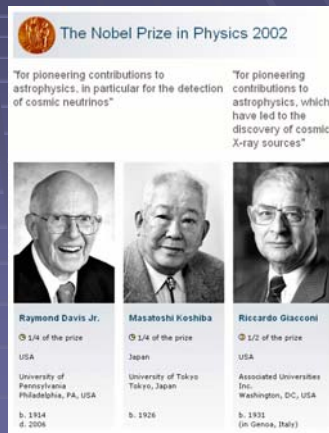 The Nobel Prize in Physics 2002
"for pioneering contributions to
astrophysics, in particular for the detection
of cosmic neutrinos"
"for pioneering
contributions to
astrophysics, which
have led to the
discovery of cosmic
X-ray sources"
Raymond Davis Jr.
1/4 of the prize
USA
University of
Pennsylvania
Philadelphia, PA, USA
b. 1914
d. 2006
Masatoshi Koshiba
1/4 of the prize
Japan
University of Tokyo
Tokyo, Japan
b. 1926
Riccardo Giacconi
1/2 of the prize
USA
Associated Universities
Inc.
Washington, DC, USA
b. 1931
(in Genoa, Italy)